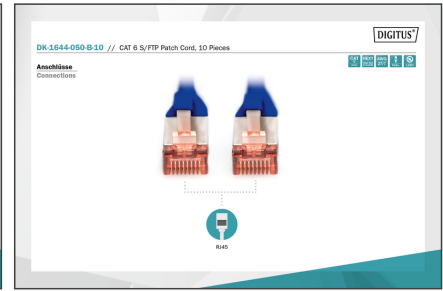 DIGITUS®
DK-1644-050-B-10 // CAT 6 S/FTP Patch Cord, 10 Pieces
Anschlüsse
Connections
RJ45